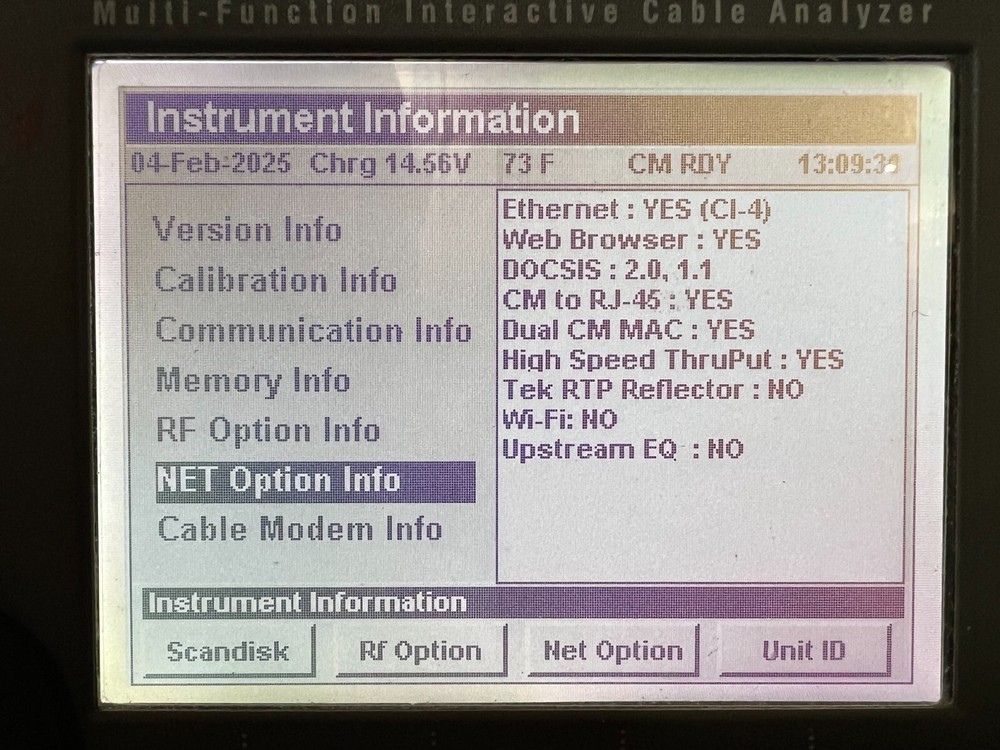 Multi-Function Interactive Cable Analyzer
Instrument Information
04-Feb-2025 Chrg 14.56V 73 F CM RDY 13:09:34
Version Info
Calibration Info
Communication Info
Memory Info
RF Option Info
NET Option Info
Cable Modem Info
Ethernet : YES (CI-4)
Web Browser : YES
DOCSIS : 2.0, 1.1
CM to RJ-45 : YES
Dual CM MAC : YES
High Speed ThruPut : YES
Tek RTP Reflector : NO
Wi-Fi: NO
Upstream EQ : NO
Instrument Information
Scandisk Rf Option Net Option Unit ID